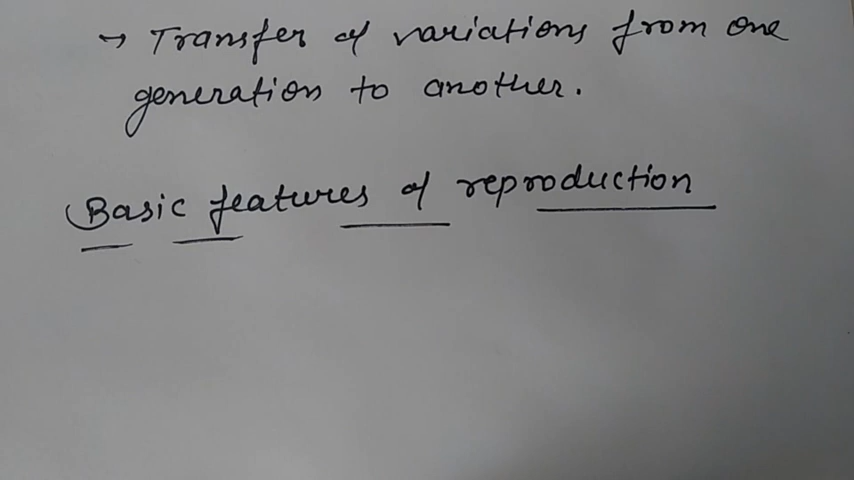 → Transfer of variations from one
generation to another.
Basic features of reproduction